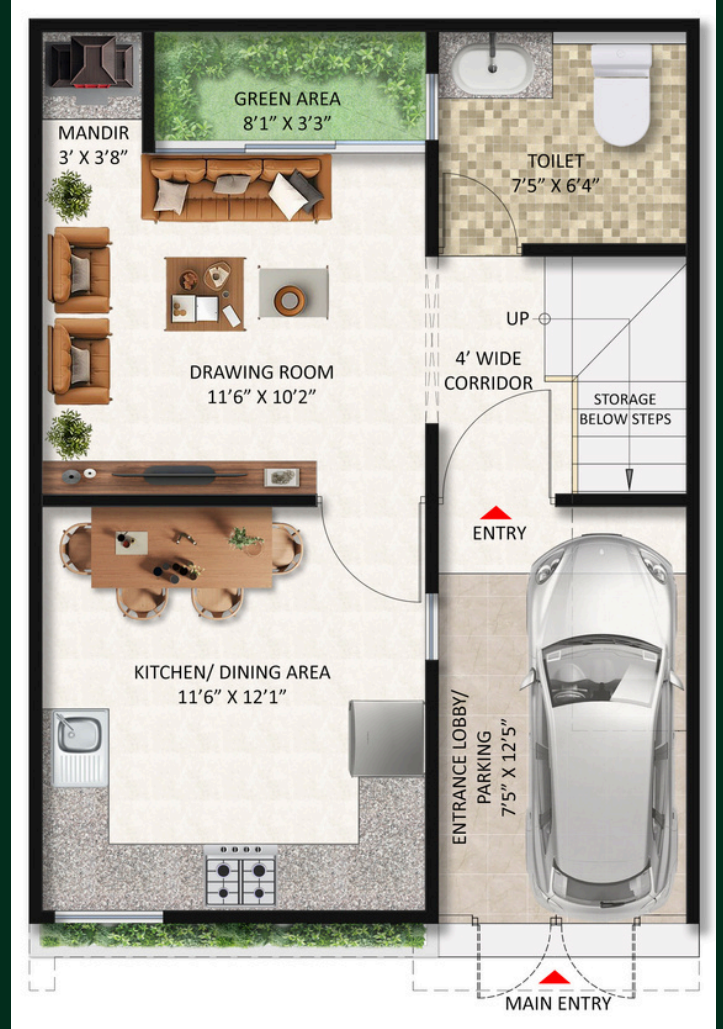 GREEN AREA
8'1" X 3'3"
MANDIR
3' X 3'8"
TOILET
7'5" X 6'4"
UP
4' WIDE
CORRIDOR
DRAWING ROOM
11'6" X 10'2"
STORAGE
BELOW STEPS
ENTRY
KITCHEN/ DINING AREA
11'6" X 12'1"
ENTRANCE LOBBY/
PARKING
7'5" X 12'5"
MAIN ENTRY